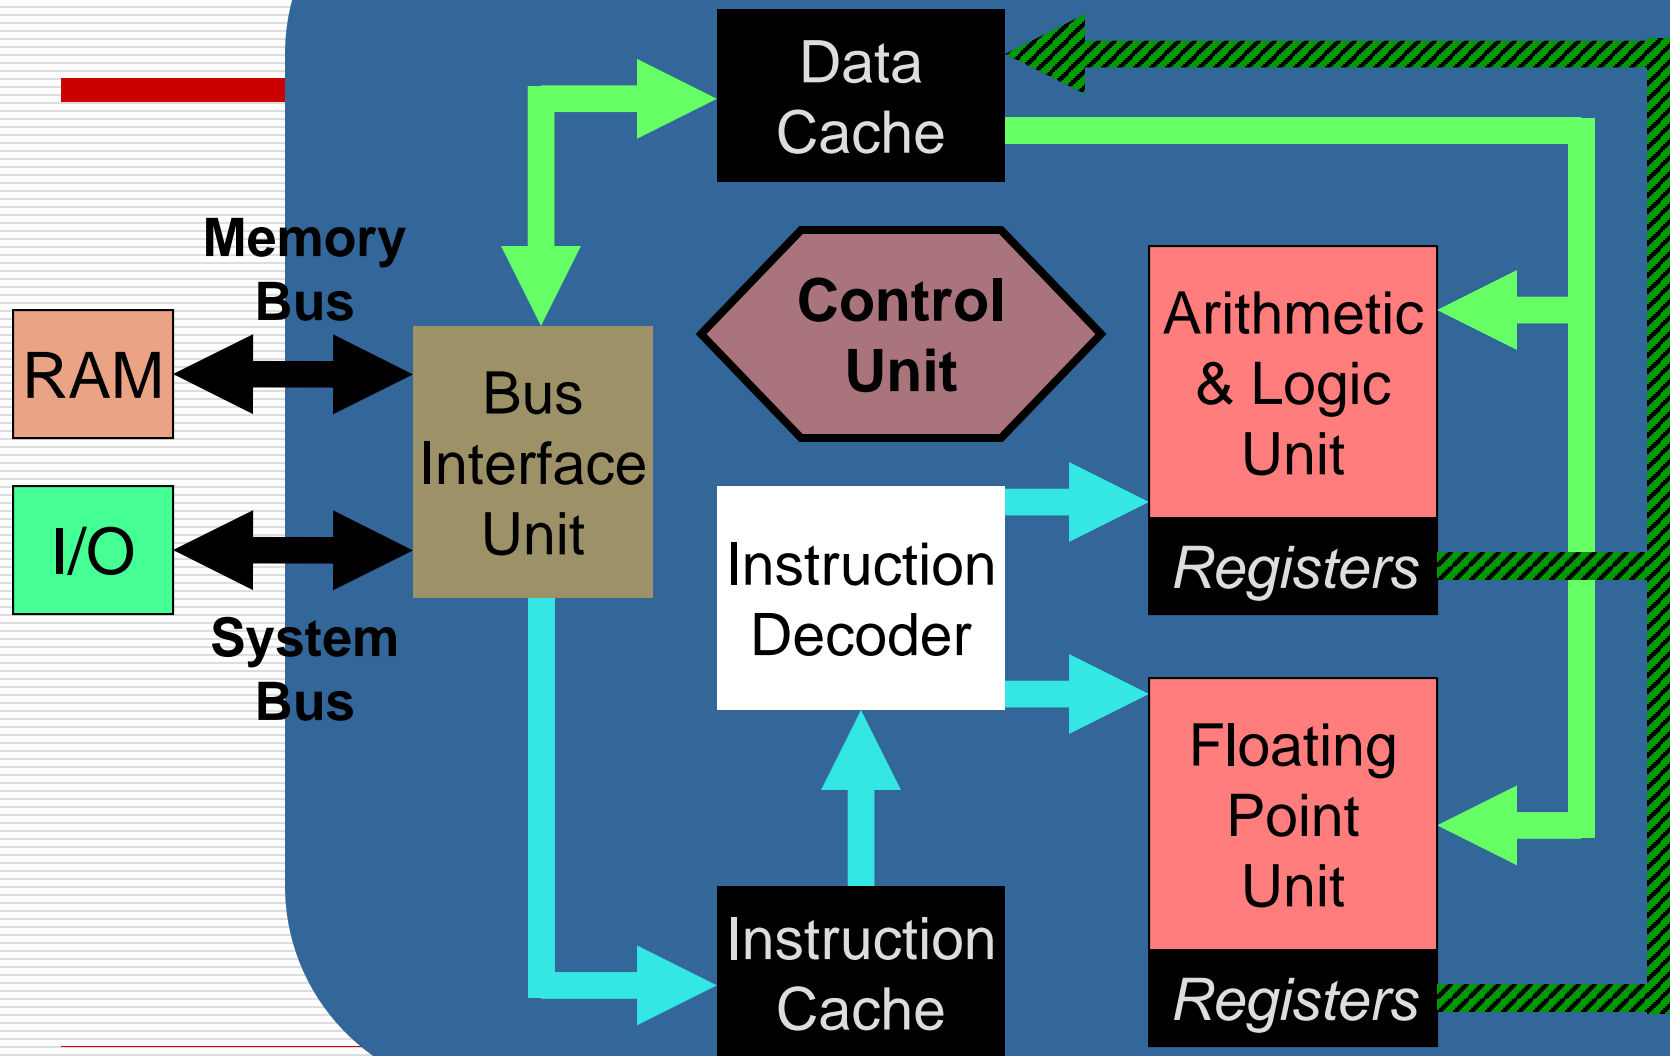 Data
Cache
Memory
Bus
Control
Unit
RAM
Bus
Interface
Unit
Arithmetic
& Logic
Unit
Registers
I/O
System
Bus
Instruction
Decoder
Floating
Point
Unit
Registers
Instruction
Cache